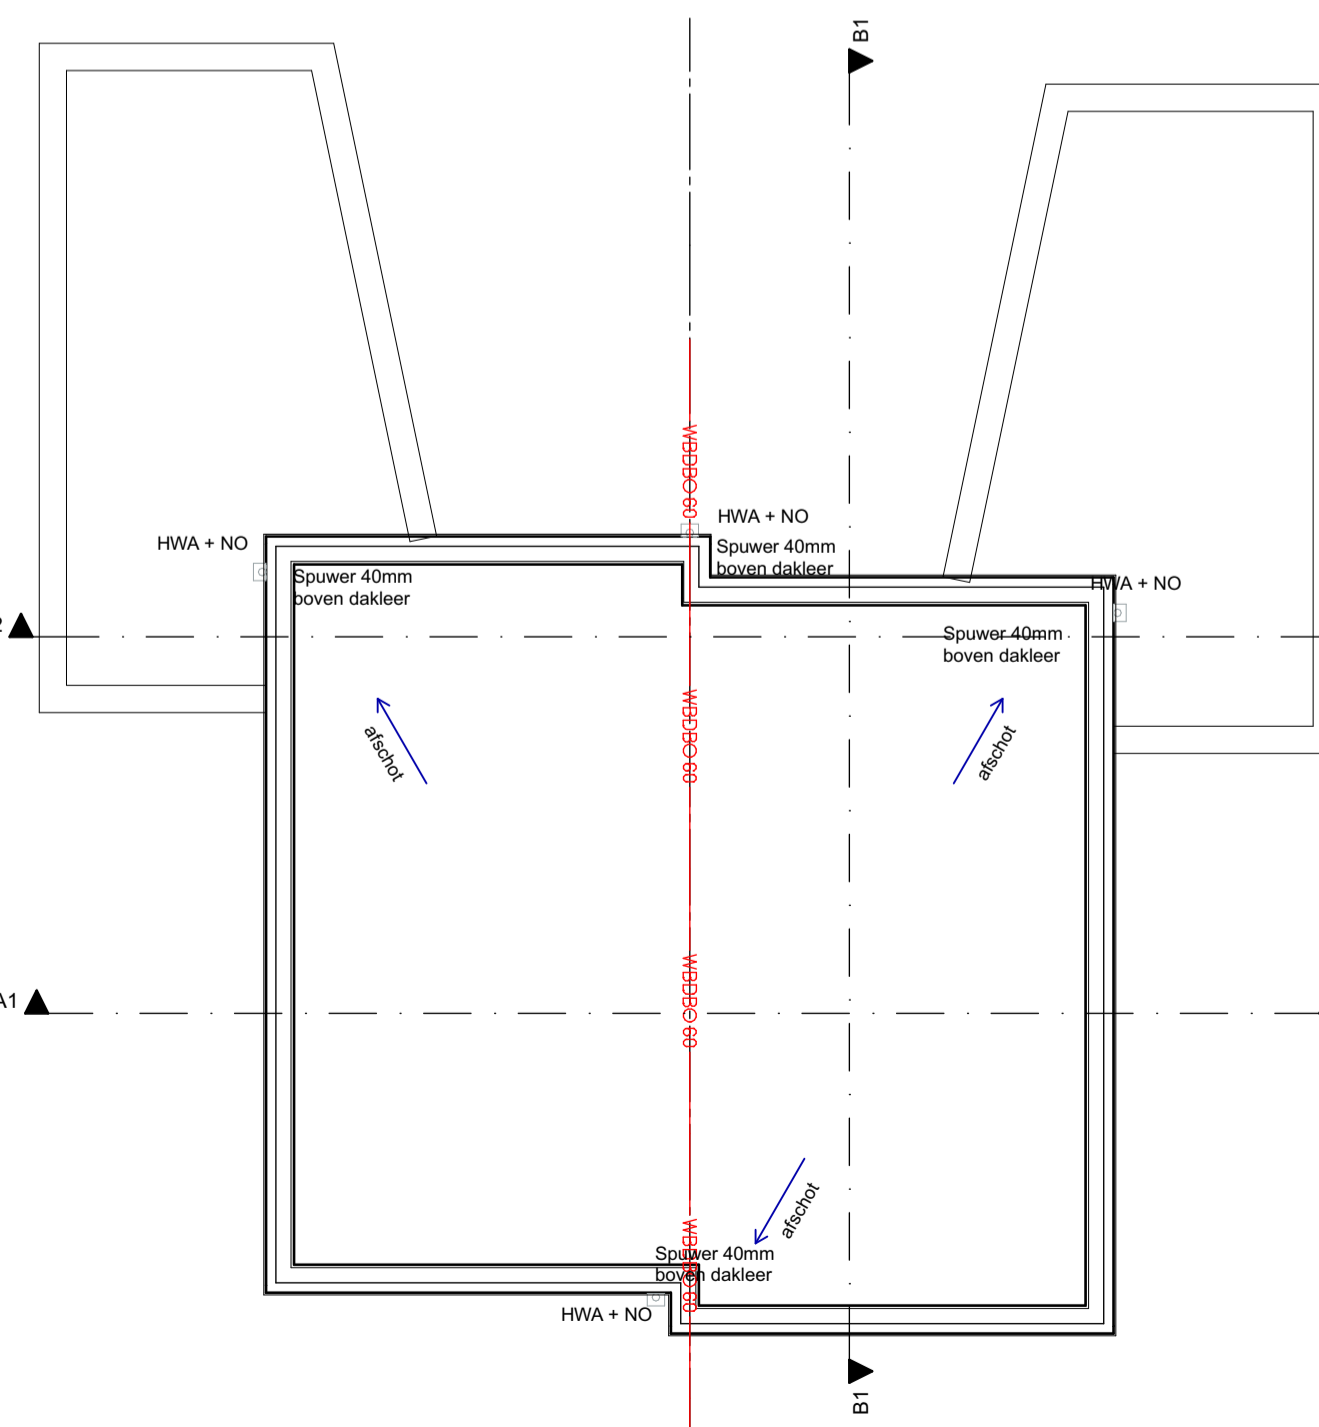 B1
WBDBO 60
HWA + NO
Spuwer 40mm
boven dakleer
HWA + NO
Spuwer 40mm
boven dakleer
HWA + NO
Spuwer 40mm
boven dakleer
2
afschot
WBDBO 60
afschot
A1
WBDBO 60
afschot
WBDBO 60
Spuwer 40mm
boven dakleer
HWA + NO
B1